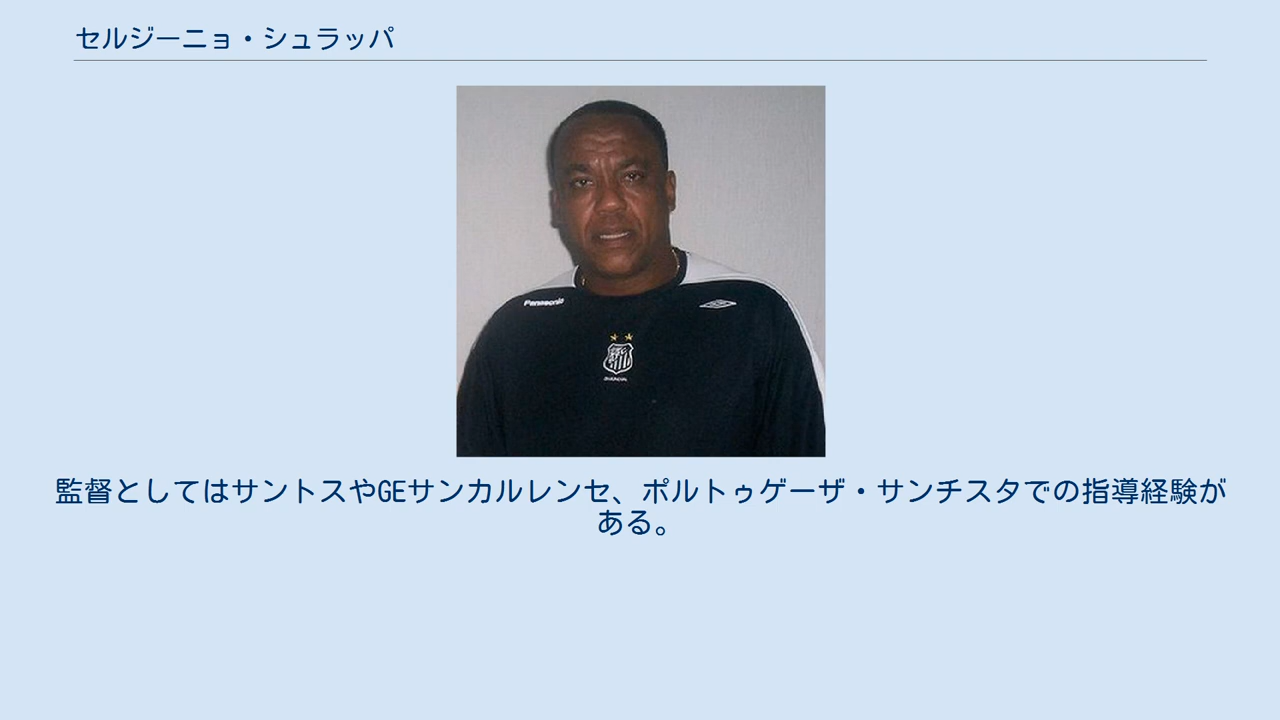 セルジーニョ・シュラッパ
Panasonic
監督としてはサントスやGEサンカルレンセ、ポルトゥゲーザ・サンチスタでの指導経験が
ある。